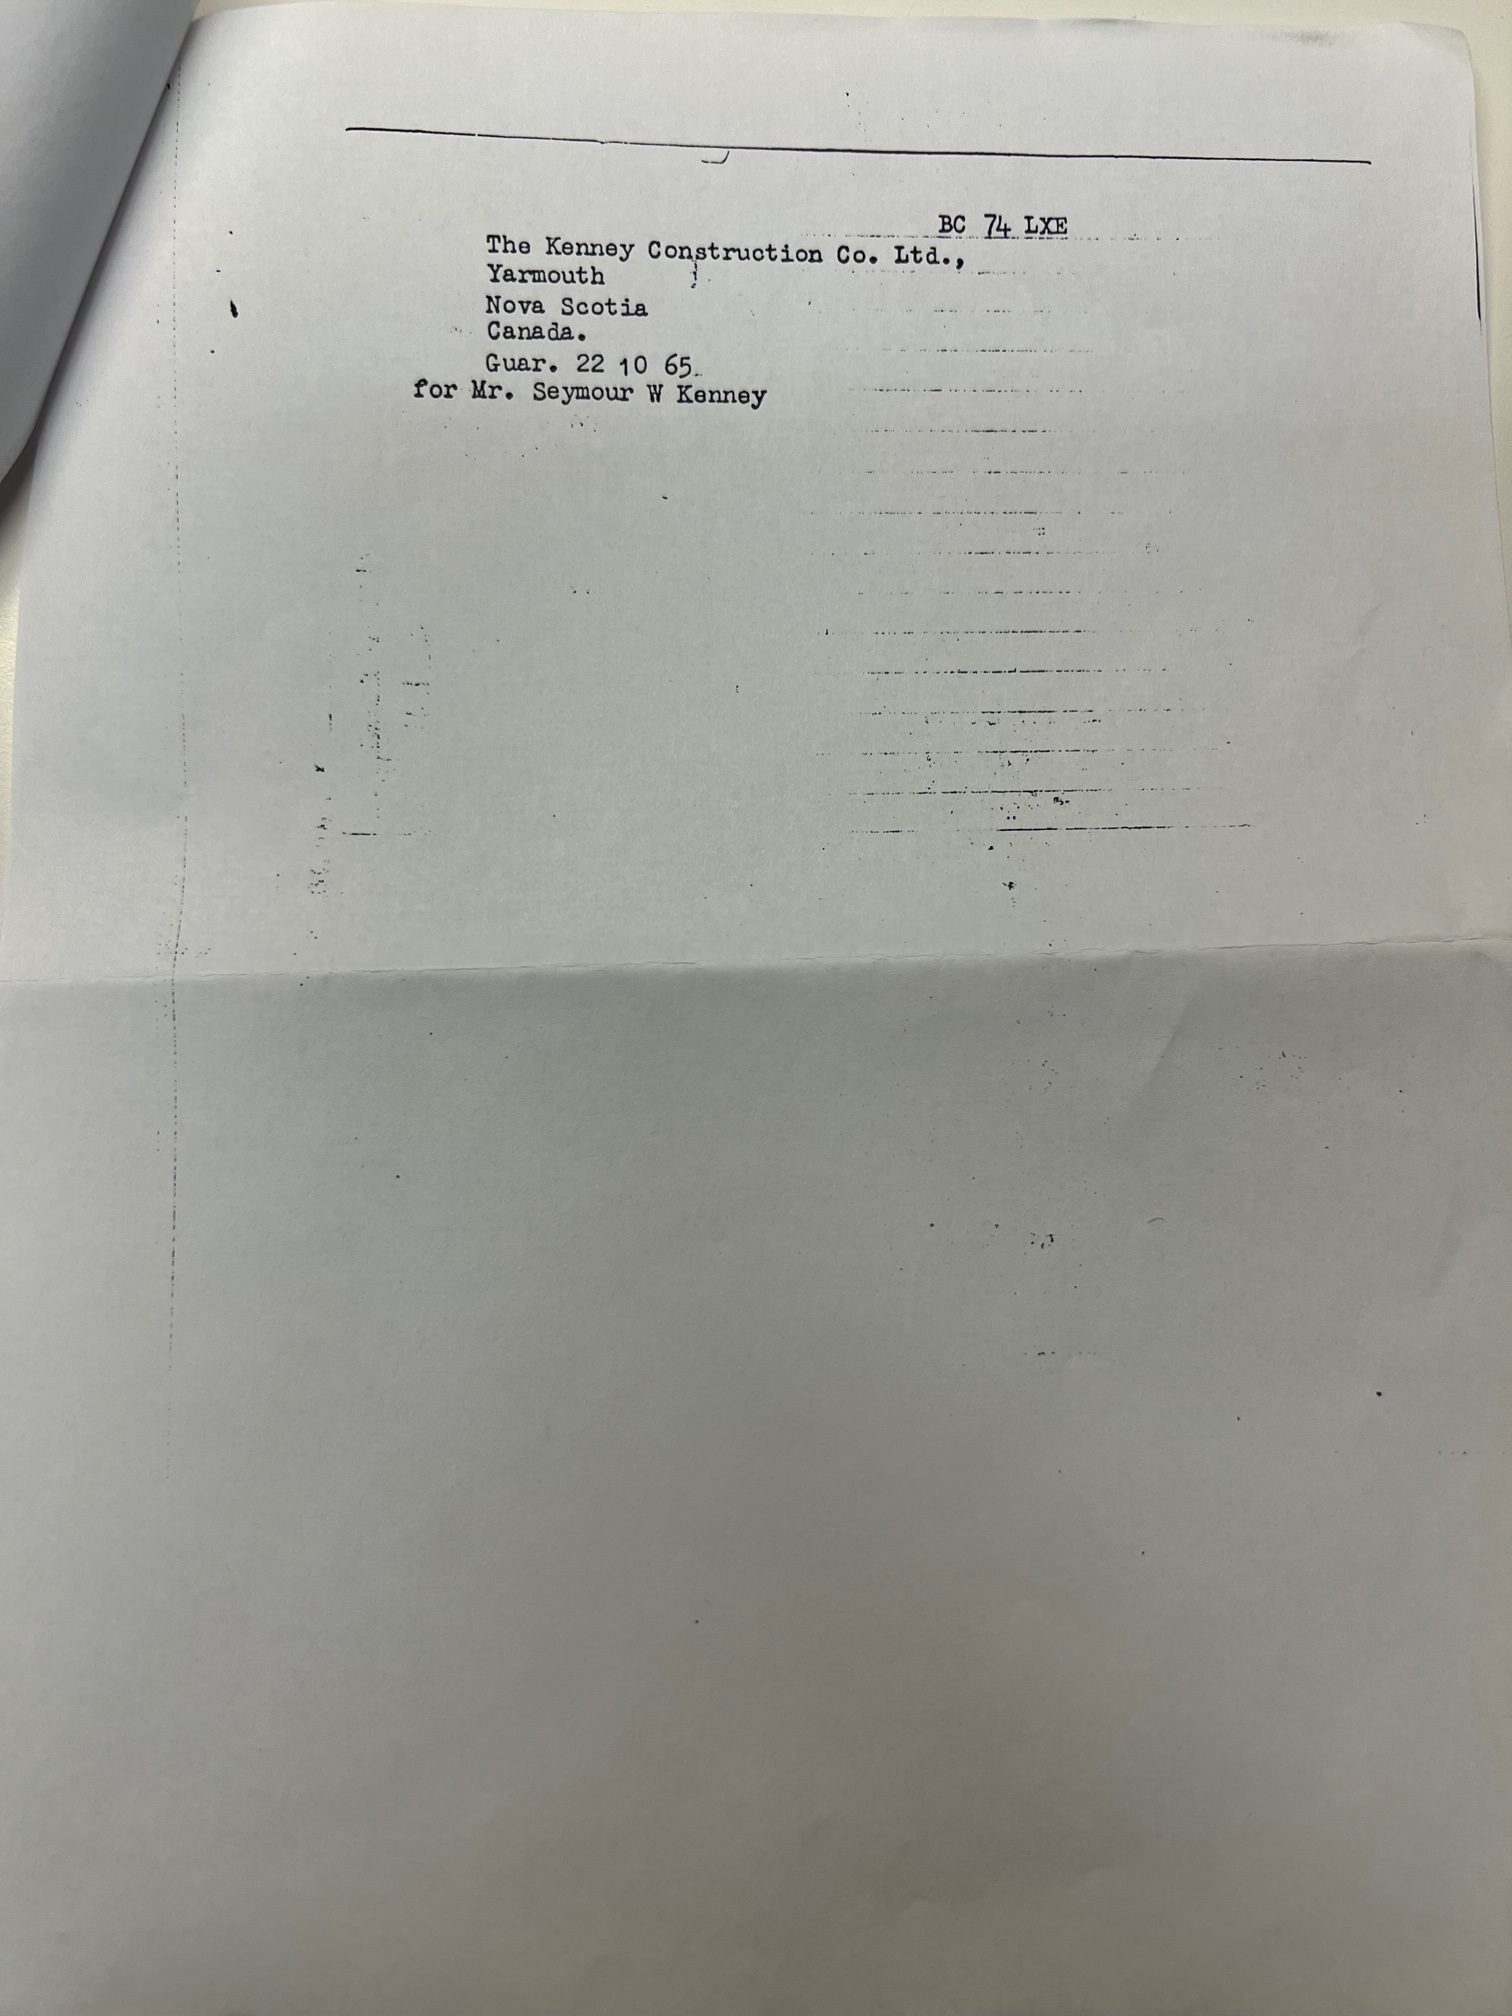 BC 74 LXE
The Kenney Construction Co. Ltd.,
Yarmouth
Nova Scotia
Canada.
Guar. 22 10 65.
for Mr. Seymour W Kenney